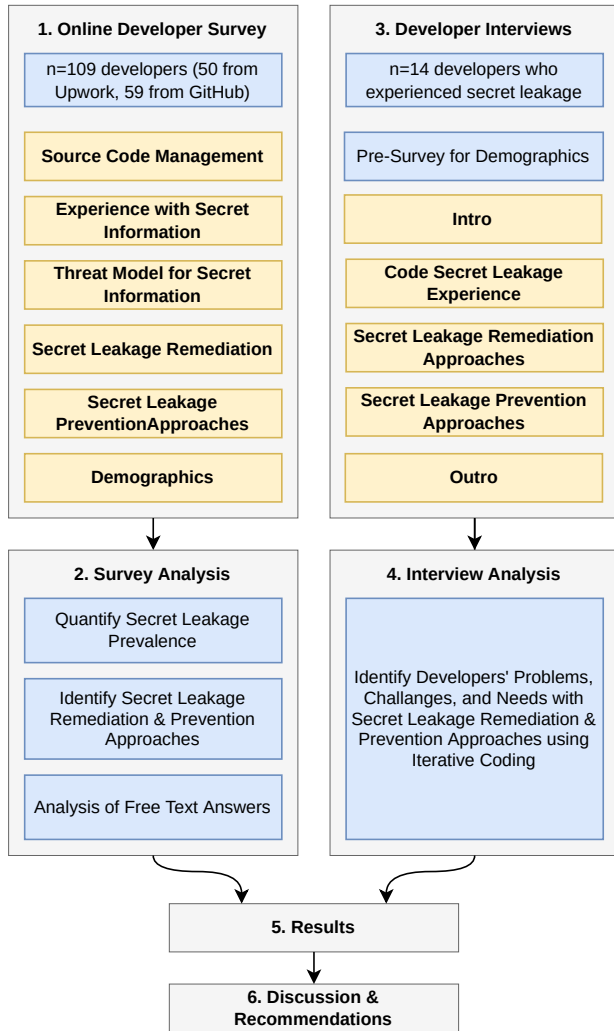 1. Online Developer Survey
n=109 developers (50 from
Upwork, 59 from GitHub)
Source Code Management
Experience with Secret
Information
Threat Model for Secret
Information
Secret Leakage Remediation
Secret Leakage
PreventionApproaches
Demographics
3. Developer Interviews
n=14 developers who
experienced secret leakage
Pre-Survey for Demographics
Intro
Code Secret Leakage
Experience
Secret Leakage Remediation
Approaches
Secret Leakage Prevention
Approaches
Outro
2. Survey Analysis
Quantify Secret Leakage
Prevalence
Identify Secret Leakage
Remediation & Prevention
Approaches
Analysis of Free Text Answers
4. Interview Analysis
Identify Developers' Problems,
Challanges, and Needs with
Secret Leakage Remediation &
Prevention Approaches using
Iterative Coding
5. Results
6. Discussion &
Recommendations